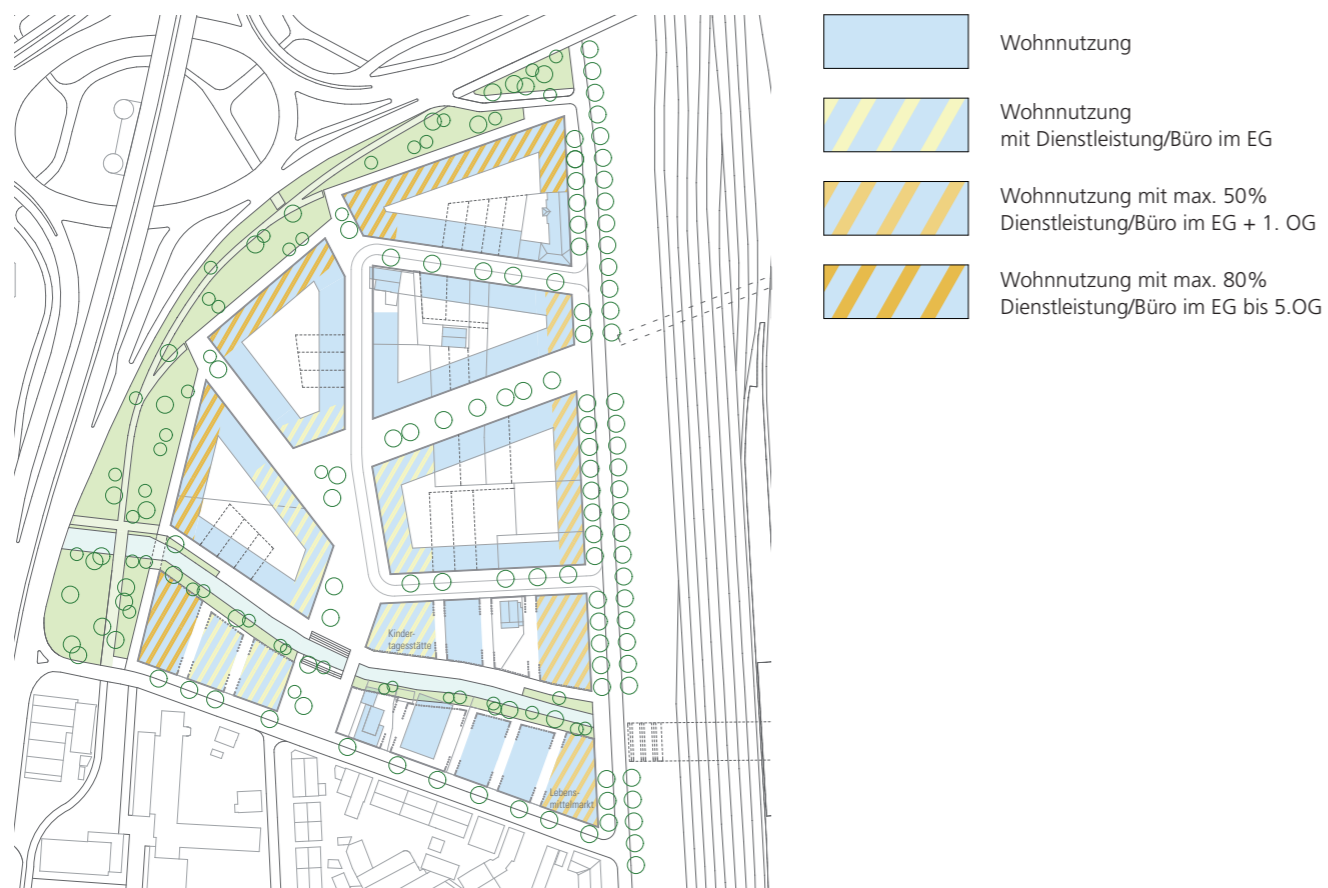 Wohnnutzung
Wohnnutzung
mit Dienstleistung/Büro im EG
Wohnnutzung mit max. 50%
Dienstleistung/Büro im EG + 1. OG
Wohnnutzung mit max. 80%
Dienstleistung/Büro im EG bis 5.OG
Kinder-
tagesstätte
Lebens-
mittelmarkt